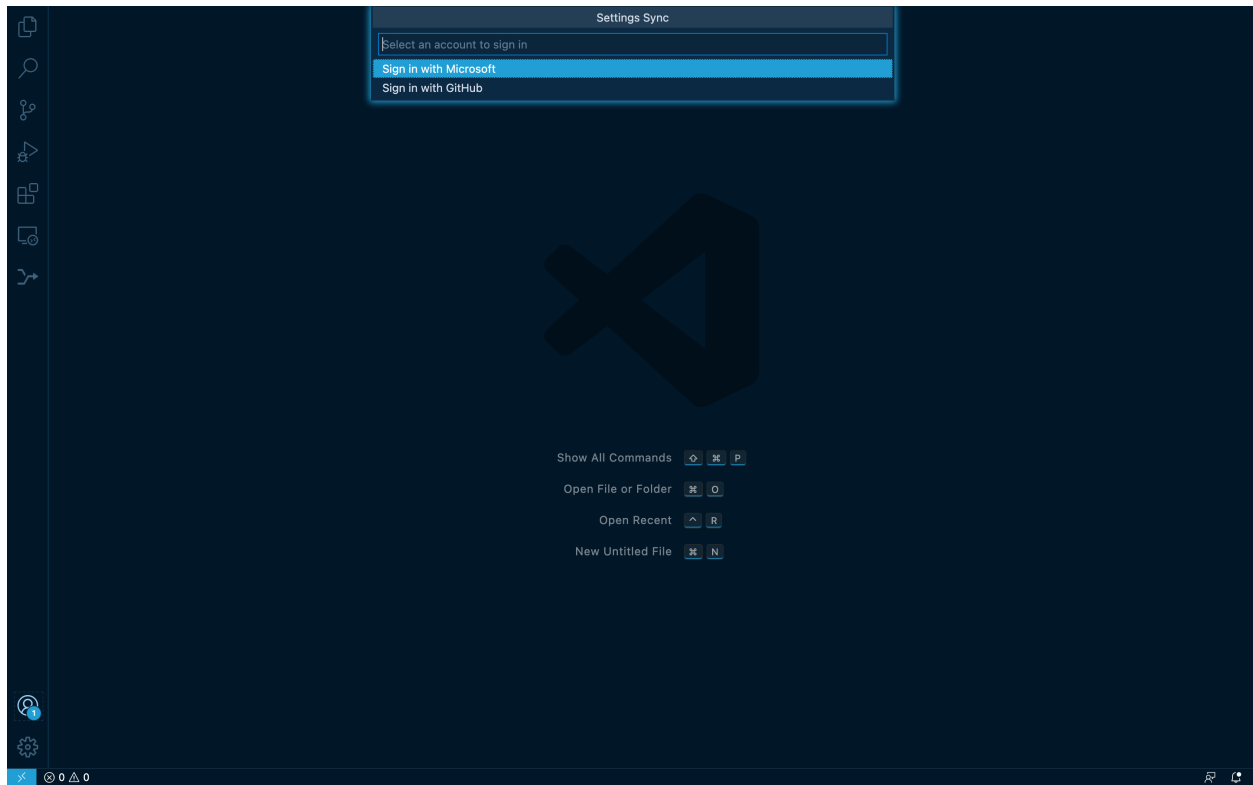 Settings Sync
Select an account to sign in
Sign in with Microsoft
Sign in with GitHub
Show All Commands ⇧ ⌘ P
Open File or Folder ⌘ O
Open Recent ^ R
New Untitled File ⌘ N
1
0 0